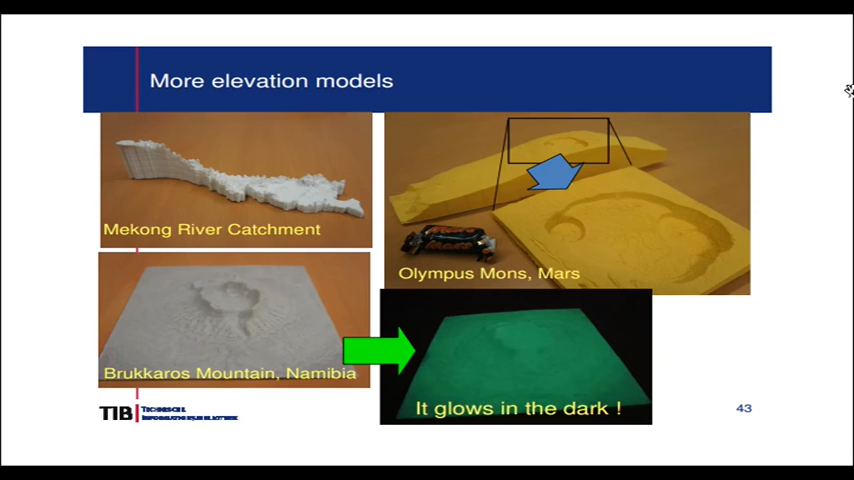 More elevation models
Mekong River Catchment
Olympus Mons, Mars
Brukkaros Mountain, Namibia
It glows in the dark !
TIB
43